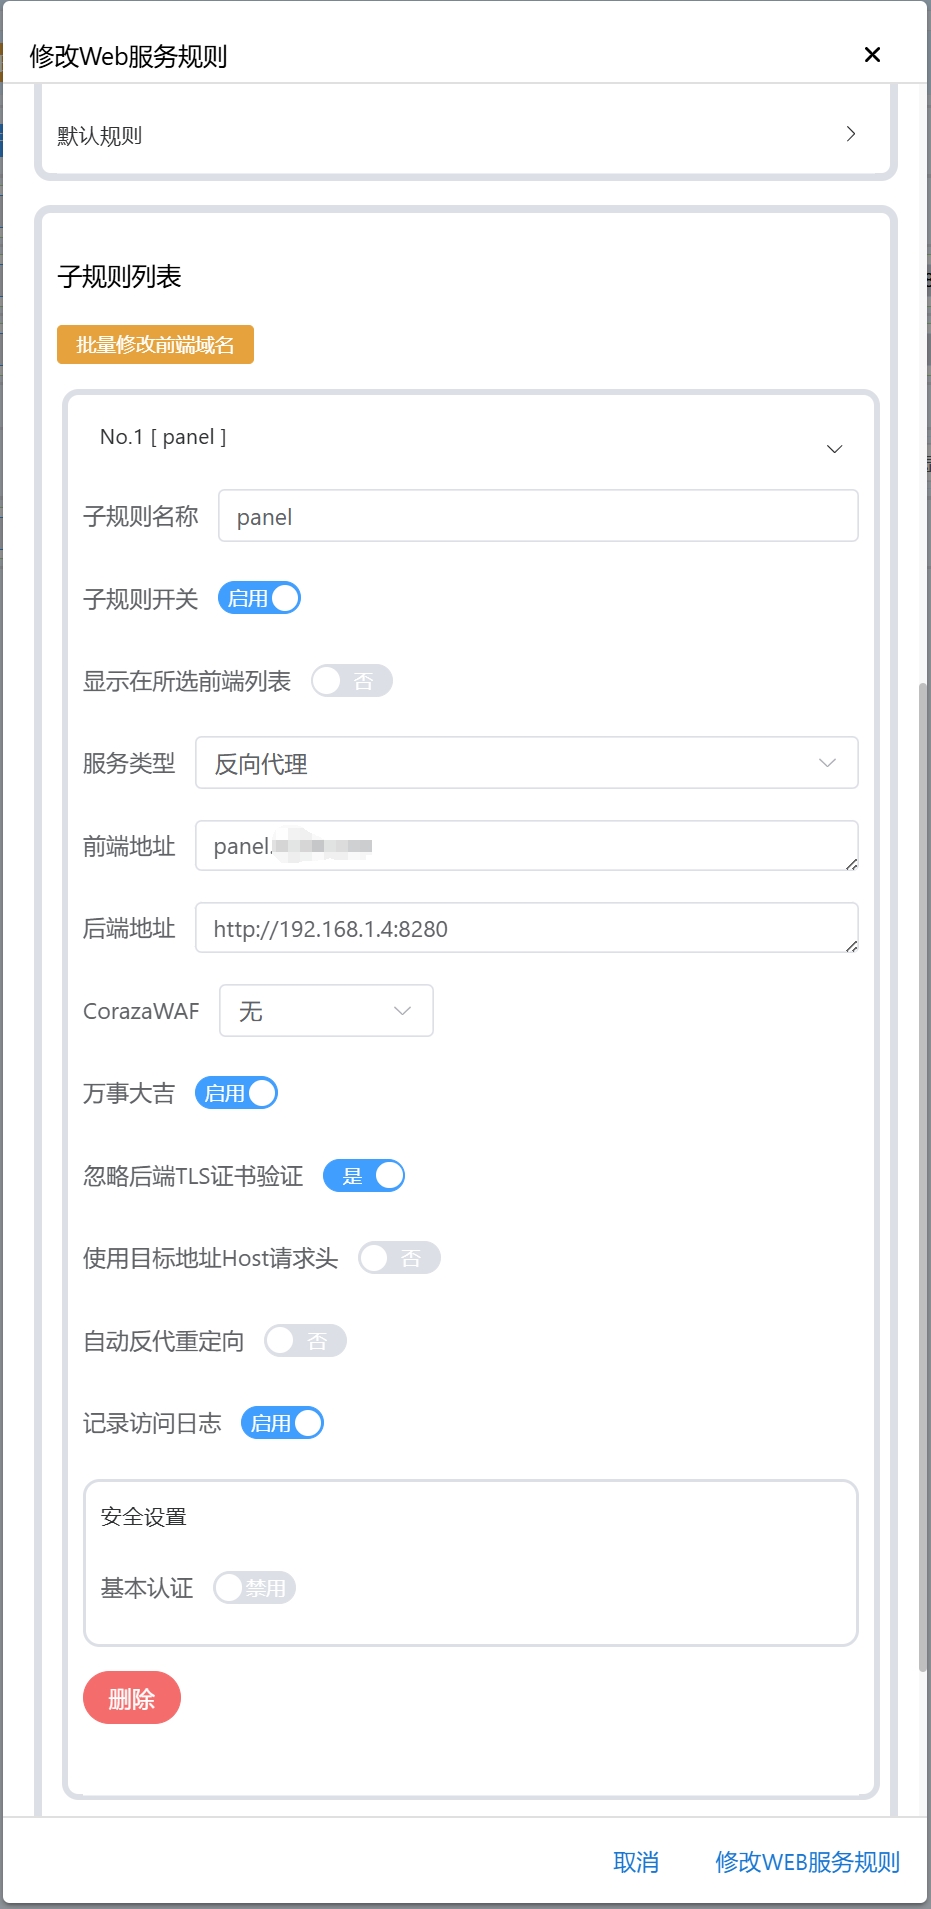 修改Web服务规则
默认规则
子规则列表
批量修改前端域名
No.1 [ panel ]
子规则名称 panel
子规则开关 启用
显示在所选前端列表 否
服务类型 反向代理
前端地址 panel.
后端地址 http://192.168.1.4:8280
CorazaWAF 无
万事大吉 启用
忽略后端TLS证书验证 是
使用目标地址Host请求头 否
自动反代重定向 否
记录访问日志 启用
安全设置
基本认证 禁用
删除
取消 修改WEB服务规则